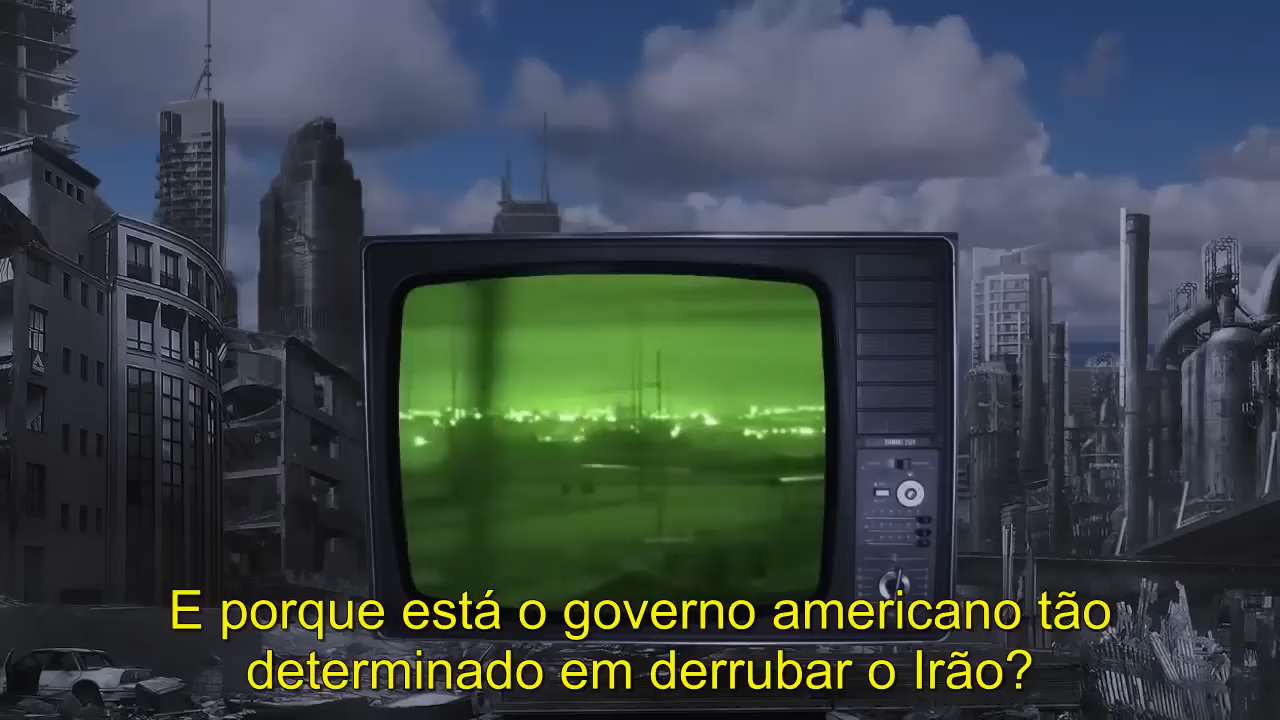 E porque está o governo americano tão
determinado em derrubar o Irão?